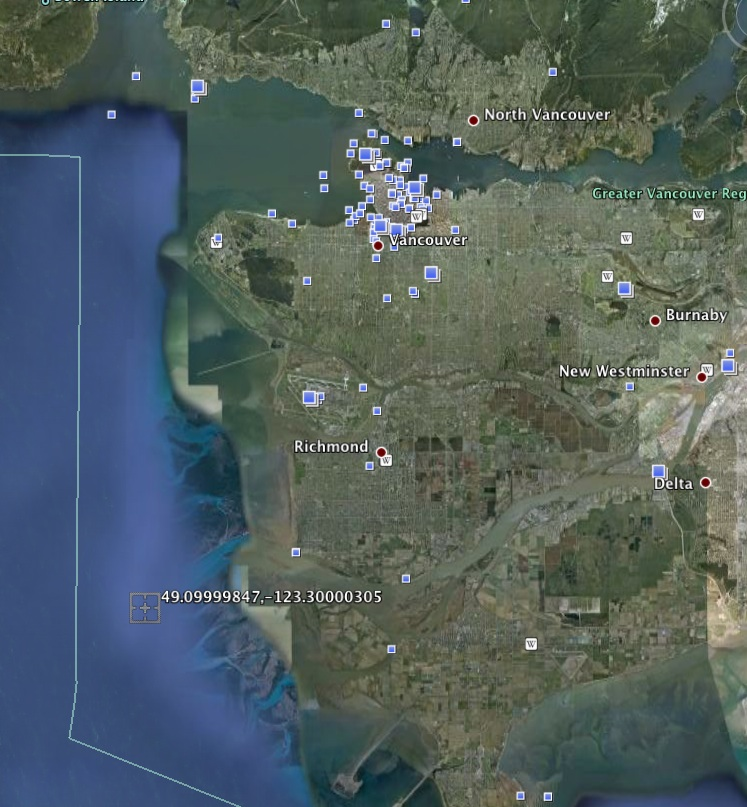 North Vancouver
Greater Vancouver Reg
W
W
W
W
Vancouver
W
Burnaby
New Westminster
W
Richmond
W
Delta
49.09999847,-123.30000305
W